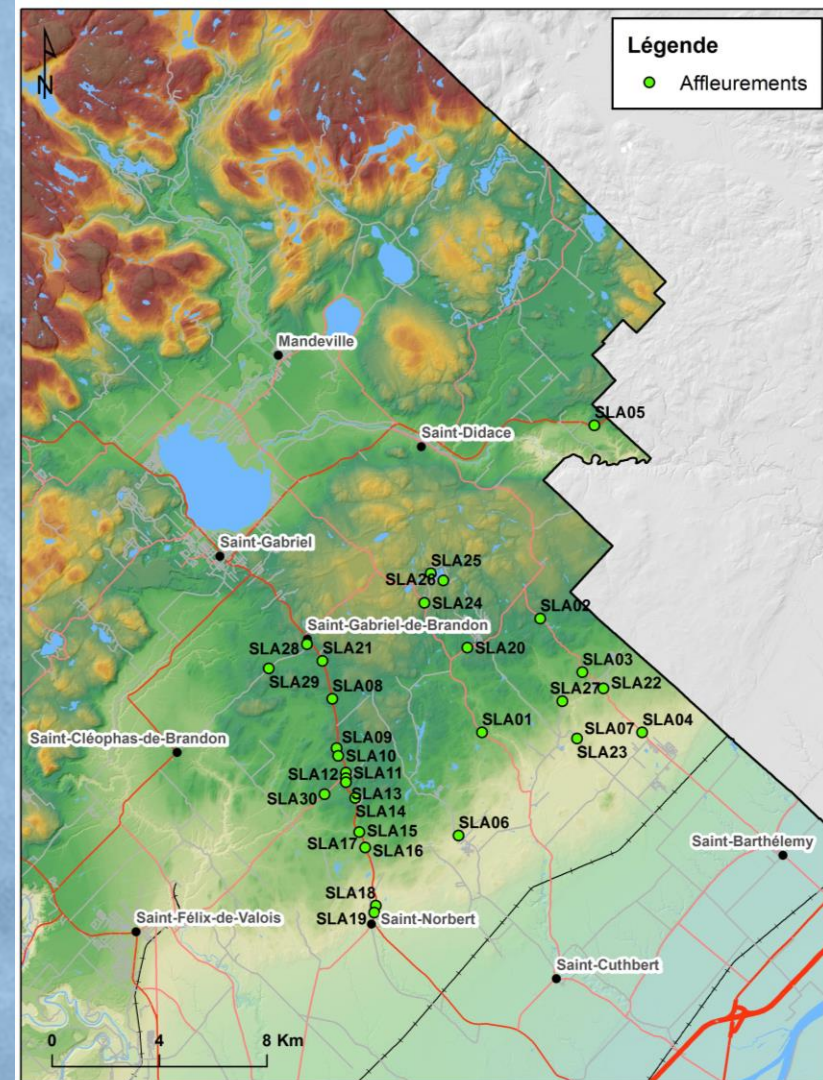 Légende
Affleurements
N
Mandeville
SLA05
Saint-Didace
Saint-Gabriel
SLA25
SLA26
SLA24
SLA02
Saint-Gabriel-de-Brandon
SLA28
SLA21
SLA20
SLA29
SLA03
SLA22
SLA27
SLA08
SLA01
SLA07
SLA04
SLA23
Saint-Cléophas-de-Brandon
SLA09
SLA10
SLA12
SLA11
SLA30
SLA13
SLA14
SLA15
SLA17
SLA16
SLA06
Saint-Barthélemy
SLA18
SLA19
Saint-Norbert
Saint-Félix-de-Valois
Saint-Cuthbert
0 4 8 Km